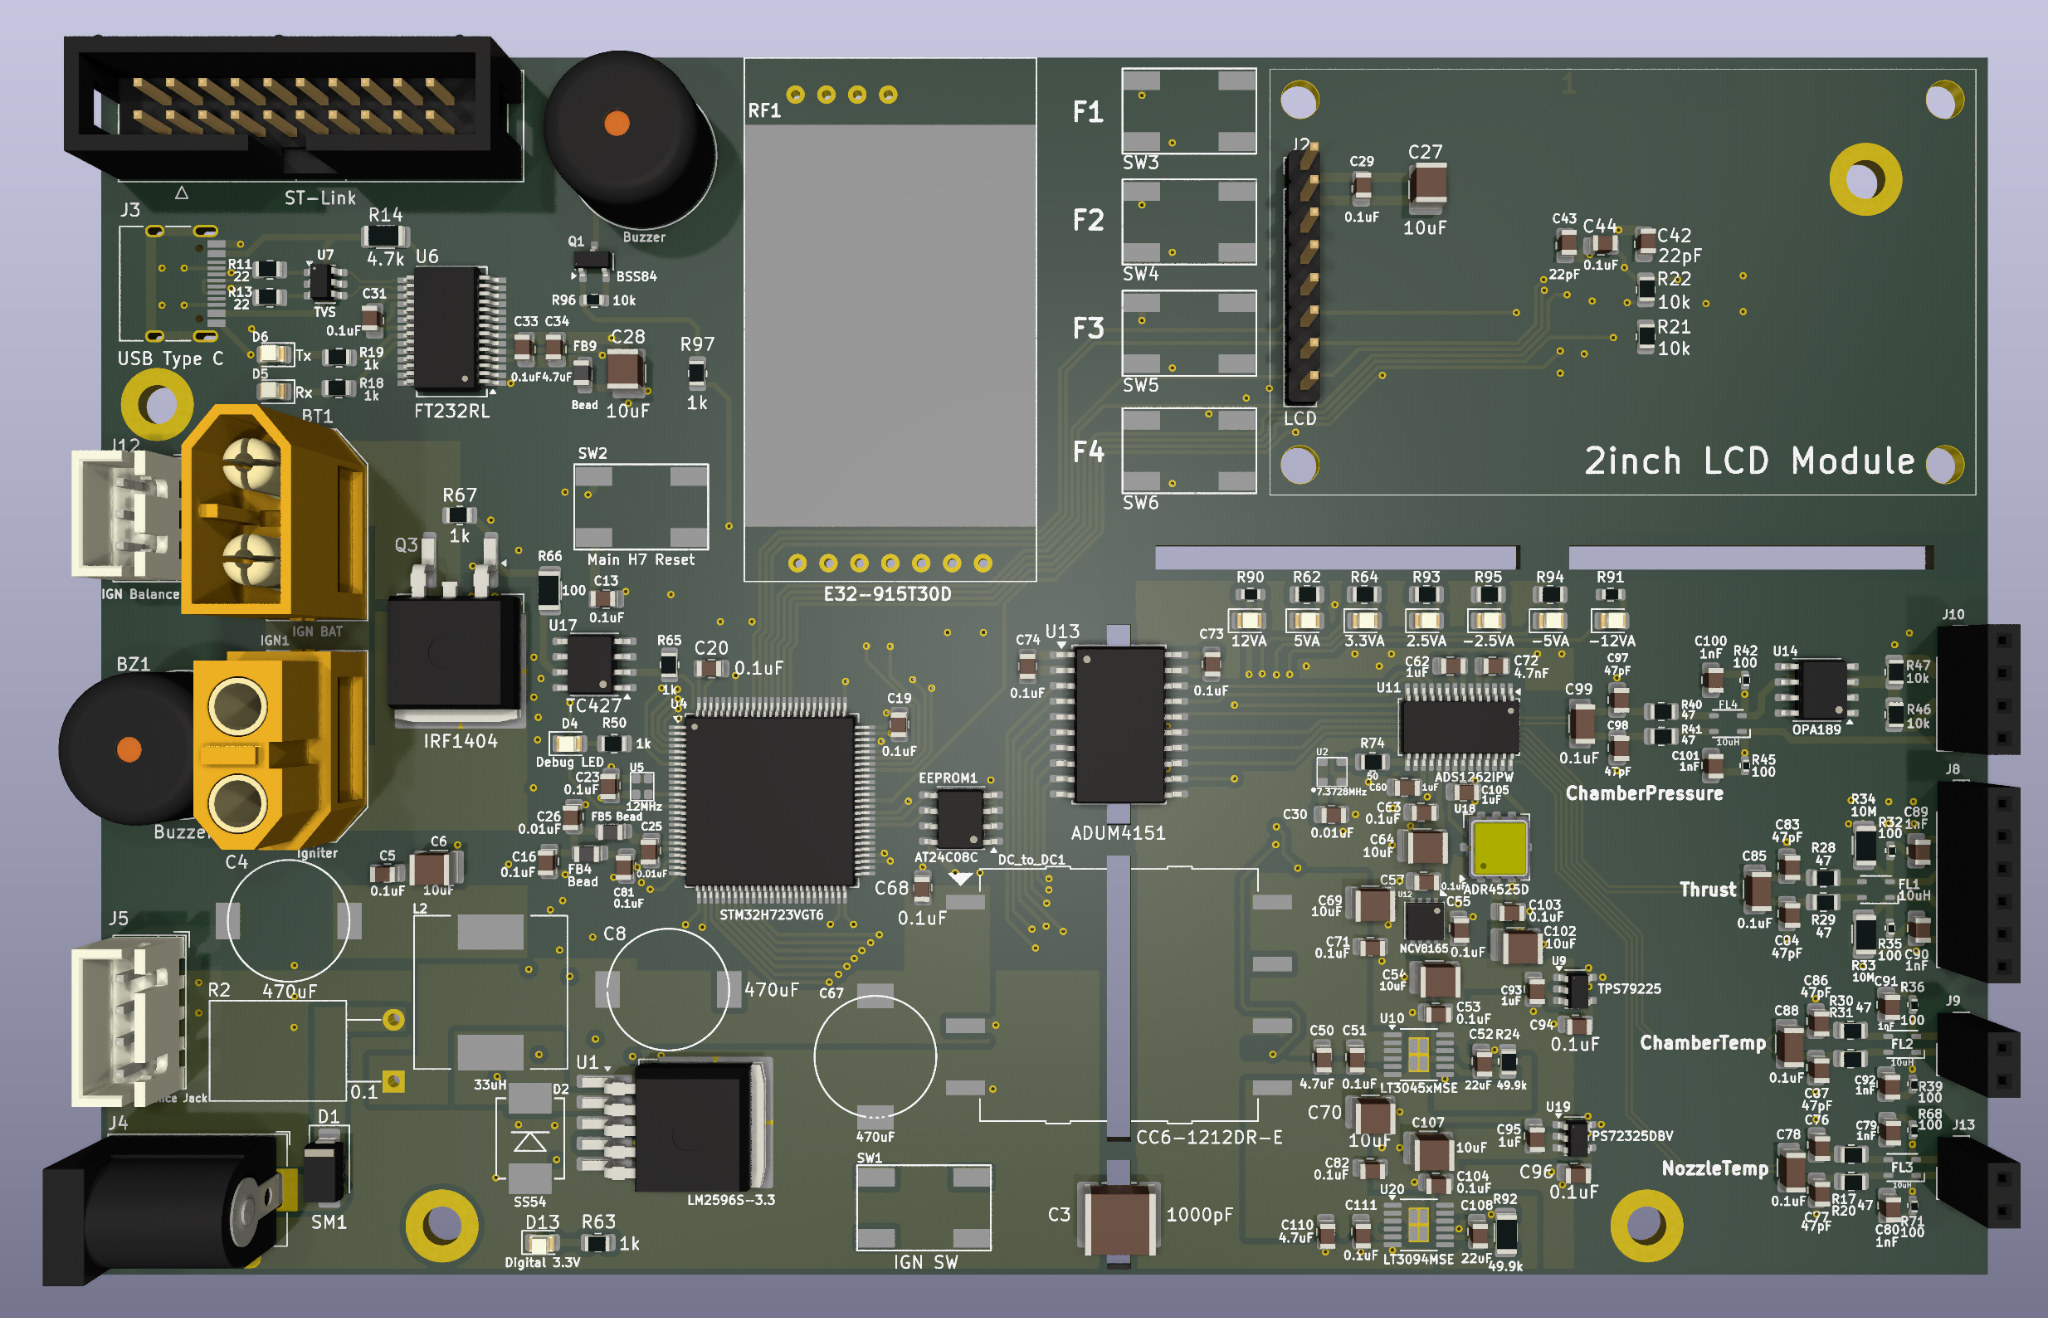 ST-Link
Buzzer
RF1
F1
SW3
F2
SW4
F3
SW5
F4
SW6
J2
C29
0.1uF
C27
10uF
1
C43
22pF
C44
0.1uF
C42
22pF
R22
10k
R21
10k
LCD
2inch LCD Module
J3
R14
4.7k
U7
TVS
U6
R11
22
R13
22
C31
0.1uF
Q1
BSS84
R96
10k
D6
Tx
R19
1k
D5
Rx
R18
1k
USB Type C
FT232RL
C33
0.1uF
C34
4.7uF
FB9
Bead
C28
10uF
R97
1k
BT1
J12
IGN Balance
IGN BAT
R67
1k
Q3
SW2
Main H7 Reset
E32-915T30D
R66
100
C13
0.1uF
IGN1
BZ1
Buzzer
Igniter
IRF1404
U17
TC427
R65
1k
C20
0.1uF
U4
C19
0.1uF
D4
Debug LED
R50
1k
C23
0.1uF
U5
12MHz
C26
0.01uF
FB5 Bead
C25
0.01uF
C16
0.1uF
FB4
Bead
C81
0.1uF
STM32H723VGT6
EEPROM1
AT24C08C
C68
0.1uF
C74
0.1uF
U13
C73
0.1uF
ADUM4151
DC_to_DC1
CC6-1212DR-E
R90
12VA
R62
5VA
R64
3.3VA
R93
2.5VA
R95
-2.5VA
R94
-5VA
R91
-12VA
C62
1uF
C72
4.7nF
U11
ADS1262IPW
U2
7.3728MHz
R74
50
C60
1uF
C105
1uF
U18
ADR4525D
C30
0.01uF
C63
0.1uF
C64
10uF
C57
0.1uF
U12
NCV8165
C55
0.1uF
C69
10uF
C71
0.1uF
C103
0.1uF
C102
10uF
C54
10uF
C53
0.1uF
C93
1uF
U9
TPS79225
C94
0.1uF
C50
4.7uF
C51
0.1uF
U10
LT3045xMSE
C52
22uF
R24
49.9k
C70
10uF
C107
10uF
C82
0.1uF
C104
0.1uF
C95
1uF
U19
PS72325DBV
C96
0.1uF
C110
4.7uF
C111
0.1uF
U20
LT3094MSE
C108
22uF
R92
49.9k
C99
0.1uF
C97
47pF
C98
47pF
R40
47
R41
47
C100
1nF
R42
100
FL4
10uH
C101
1nF
R45
100
U14
OPA189
R47
10k
R46
10k
J10
ChamberPressure
J8
Thrust
C85
0.1uF
C83
47pF
C84
47pF
R28
47
R29
47
R34
10M
R32
100
C89
1nF
FL1
10uH
R33
10M
R35
100
C90
1nF
ChamberTemp
C88
0.1uF
C86
47pF
C87
47pF
R30
R31
47
C91
1nF
R36
100
FL2
10uH
C92
1nF
R39
100
J9
NozzleTemp
C78
0.1uF
C76
47pF
C77
47pF
R17
R20
47
C79
1nF
R68
100
FL3
10uH
C80
1nF
R71
100
J13
C4
470uF
C5
0.1uF
C6
10uF
J5
R2
0.1
L2
33uH
C8
470uF
C67
470uF
U1
LM2596S-3.3
D2
SS54
J4
D1
SM1
D13
Digital 3.3V
R63
1k
SW1
IGN SW
C3
1000pF